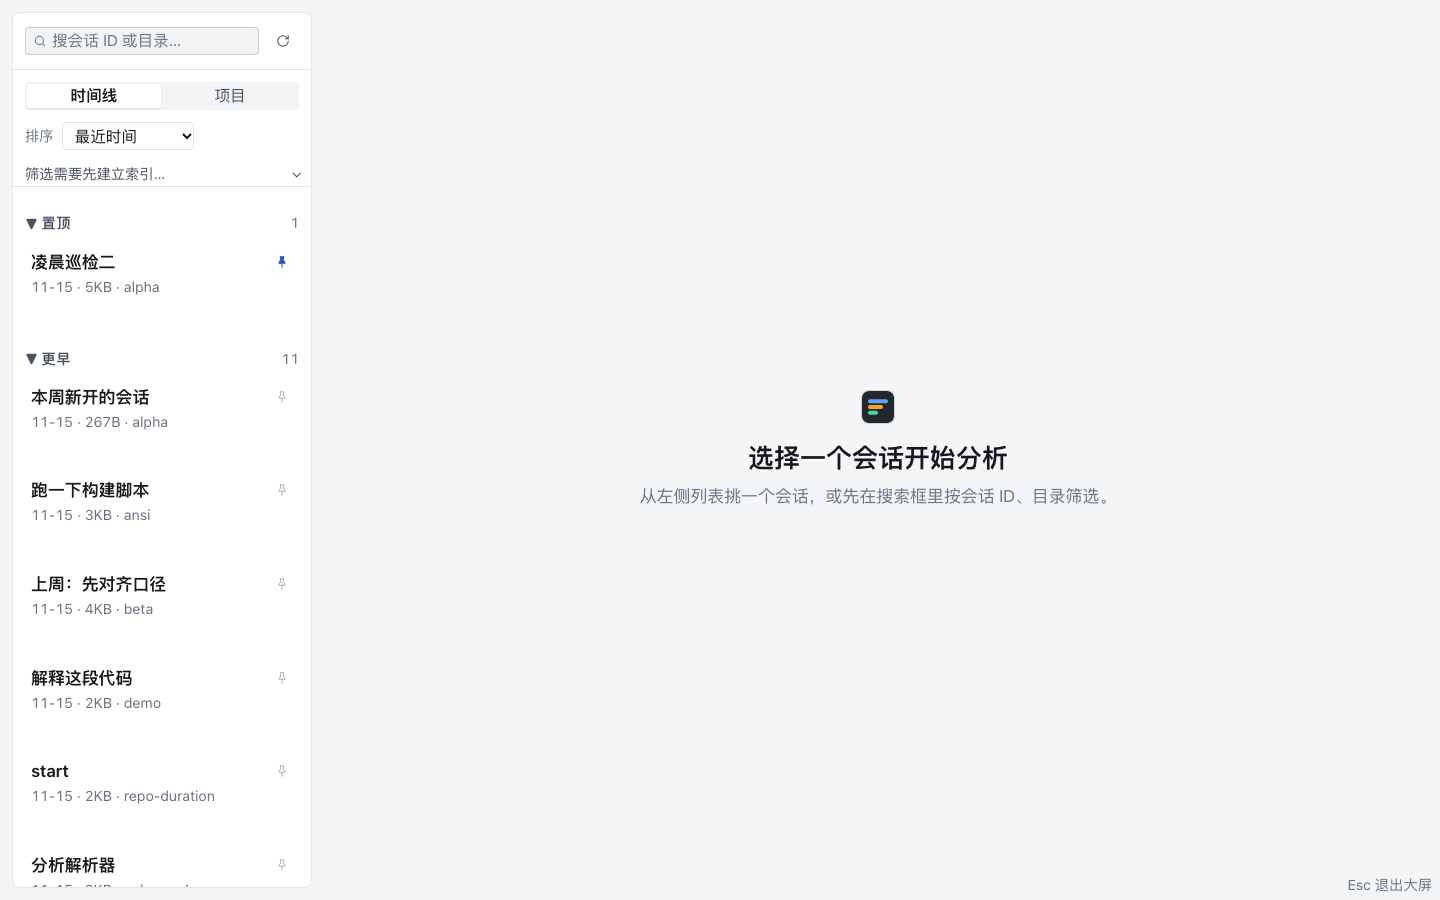 搜会话 ID 或目录...
时间线 项目
排序 最近时间
筛选需要先建立索引...
▼ 置顶 1
凌晨巡检二
11-15 · 5KB · alpha
▼ 更早 11
本周新开的会话
11-15 · 267B · alpha
跑一下构建脚本
11-15 · 3KB · ansi
上周：先对齐口径
11-15 · 4KB · beta
解释这段代码
11-15 · 2KB · demo
start
11-15 · 2KB · repo-duration
分析解析器
选择一个会话开始分析
从左侧列表挑一个会话，或先在搜索框里按会话 ID、目录筛选。
Esc 退出大屏